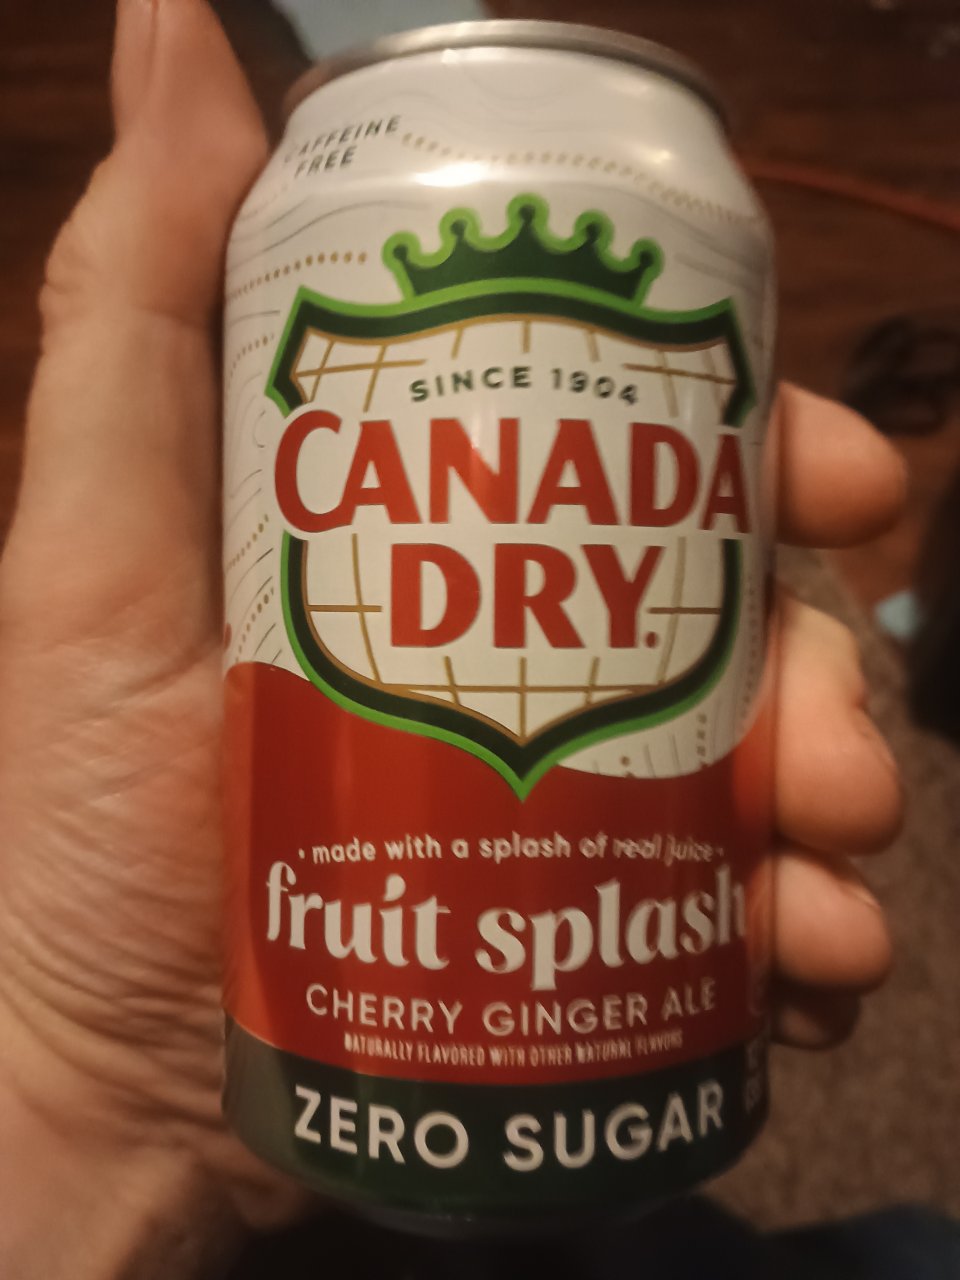 CAFFEINE
FREE
SINCE 1904
CANADA
DRY.
• made with a splash of real juice •
fruit splash
CHERRY GINGER ALE
NATURALLY FLAVORED WITH OTHER NATURAL FLAVORS
ZERO SUGAR